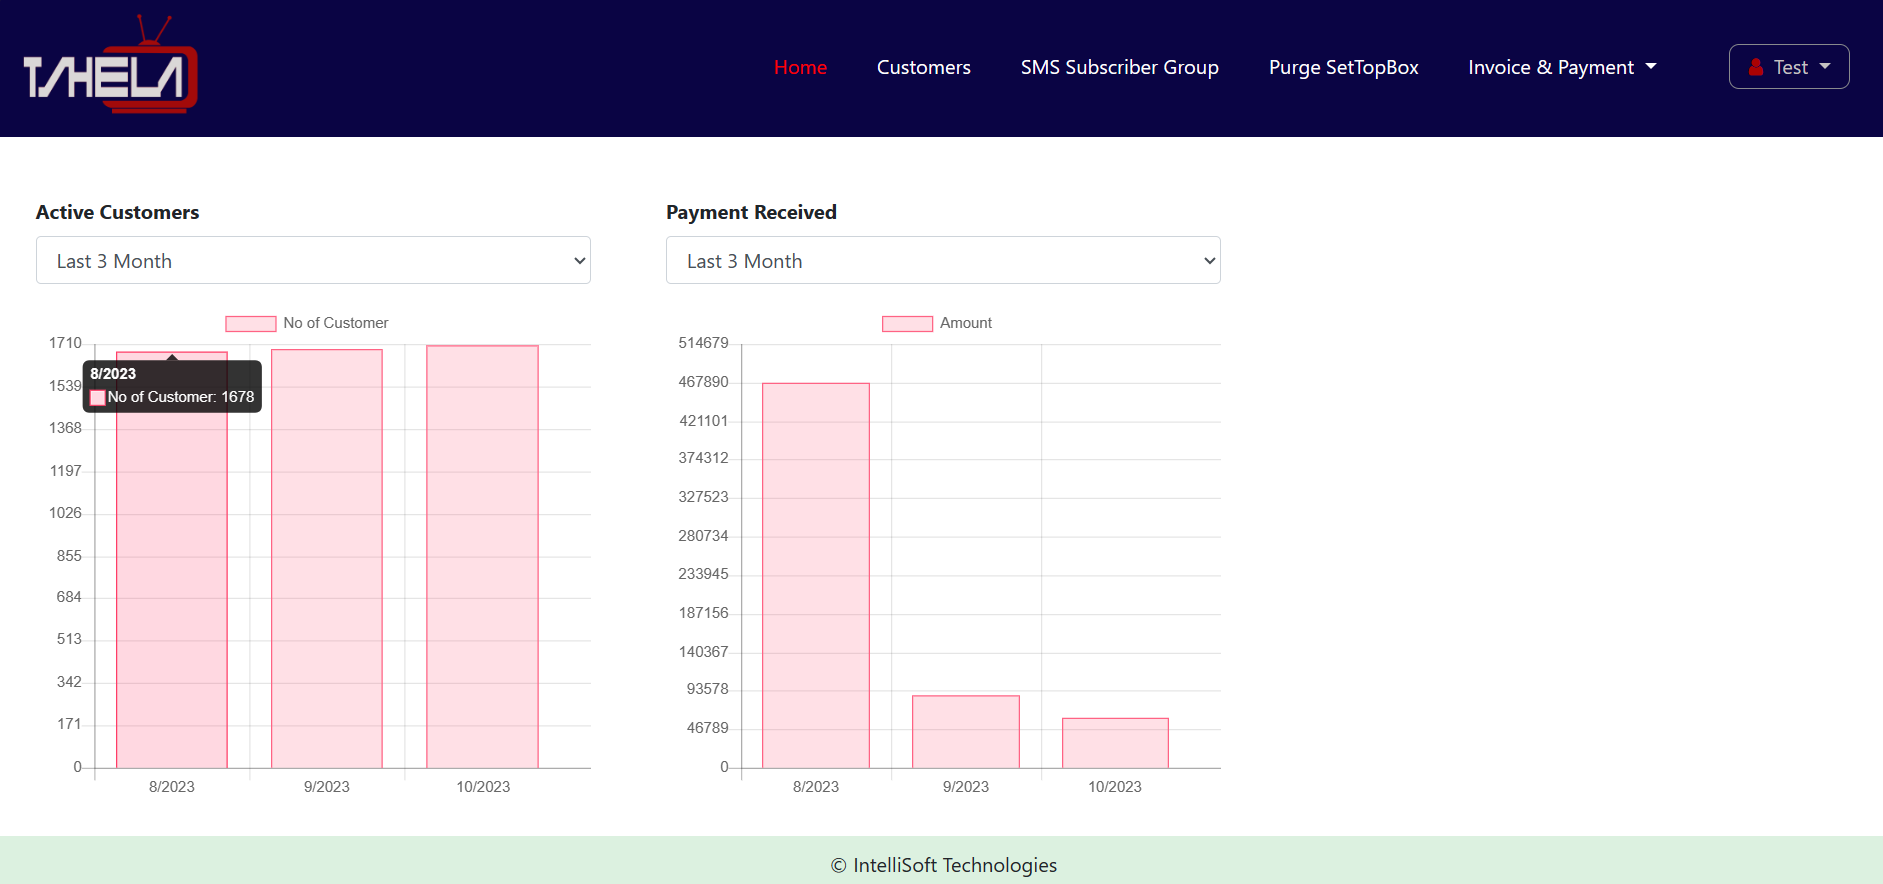 TAHELA
Home
Customers
SMS Subscriber Group
Purge SetTopBox
Invoice & Payment
Test
Active Customers
Last 3 Month
No of Customer
1710
1539
1368
1197
1026
855
684
513
342
171
0
8/2023
No of Customer: 1678
8/2023
9/2023
10/2023
Payment Received
Last 3 Month
Amount
514679
467890
421101
374312
327523
280734
233945
187156
140367
93578
46789
0
8/2023
9/2023
10/2023
© IntelliSoft Technologies